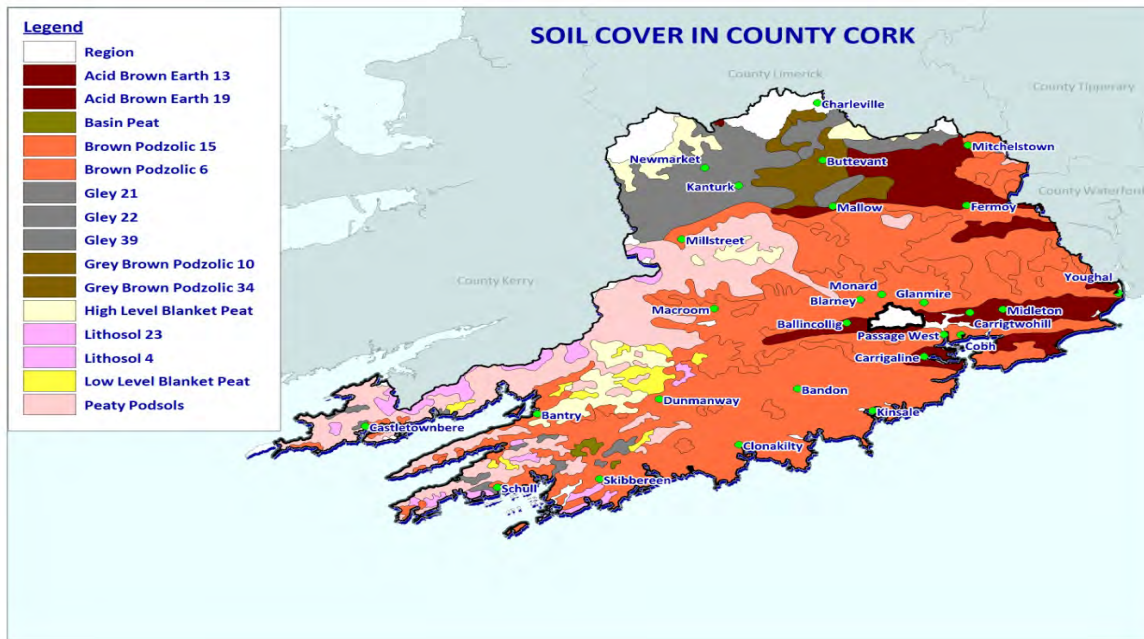 SOIL COVER IN COUNTY CORK
Legend
Region
Acid Brown Earth 13
Acid Brown Earth 19
Basin Peat
Brown Podzolic 15
Brown Podzolic 6
Gley 21
Gley 22
Gley 39
Grey Brown Podzolic 10
Grey Brown Podzolic 34
High Level Blanket Peat
Lithosol 23
Lithosol 4
Low Level Blanket Peat
Peaty Podsols
County Limerick
County Tipperary
Charleville
Mitchelstown
Newmarket
Buttevant
Kanturk
County Waterford
Mallow
Fermoy
Millstreet
County Kerry
Youghal
Monard
Glanmire
Blarney
Macroom
Midleton
Carrigtwohill
Ballincollig
Passage West
Cobh
Carrigaline
Bandon
Dunmanway
Kinsale
Bantry
Castletownbere
Clonakilty
Skibbereen
Schull